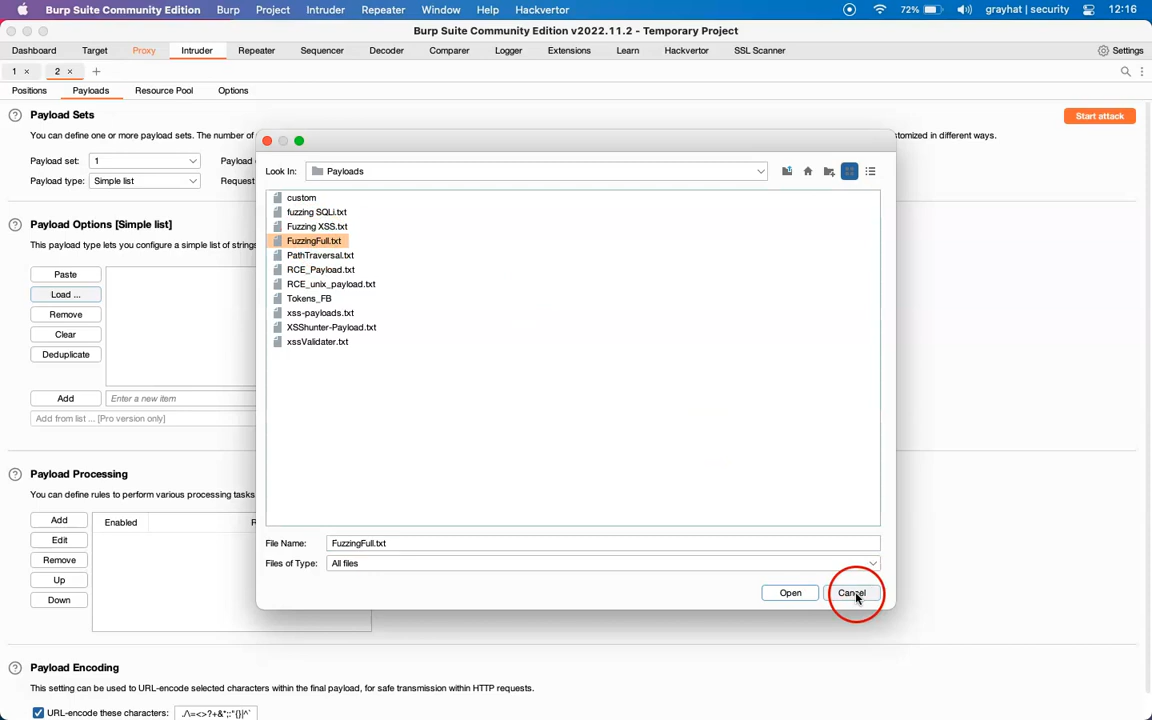 Burp Suite Community Edition Burp Project Intruder Repeater Window Help Hackvertor 72% grayhat | security 12:16
Burp Suite Community Edition v2022.11.2 - Temporary Project
Dashboard Target Proxy Intruder Repeater Sequencer Decoder Comparer Logger Extensions Learn Hackvertor SSL Scanner Settings
1 × 2 × +
Positions Payloads Resource Pool Options
Payload Sets
Start attack
You can define one or more payload sets. The number of stomized in different ways.
Payload set: 1 Payload
Payload type: Simple list Request
Look In: Payloads
custom
fuzzing SQLi.txt
Fuzzing XSS.txt
FuzzingFull.txt
PathTraversal.txt
RCE_Payload.txt
RCE_unix_payload.txt
Tokens_FB
xss-payloads.txt
XSShunter-Payload.txt
xssValidater.txt
File Name: FuzzingFull.txt
Files of Type: All files
Open Cancel
Payload Options [Simple list]
This payload type lets you configure a simple list of strings
Paste
Load ...
Remove
Clear
Deduplicate
Add Enter a new item
Add from list ... [Pro version only]
Payload Processing
You can define rules to perform various processing tasks
Add Enabled R
Edit
Remove
Up
Down
Payload Encoding
This setting can be used to URL-encode selected characters within the final payload, for safe transmission within HTTP requests.
URL-encode these characters: ./\=<>?+&*;:"{}|^`